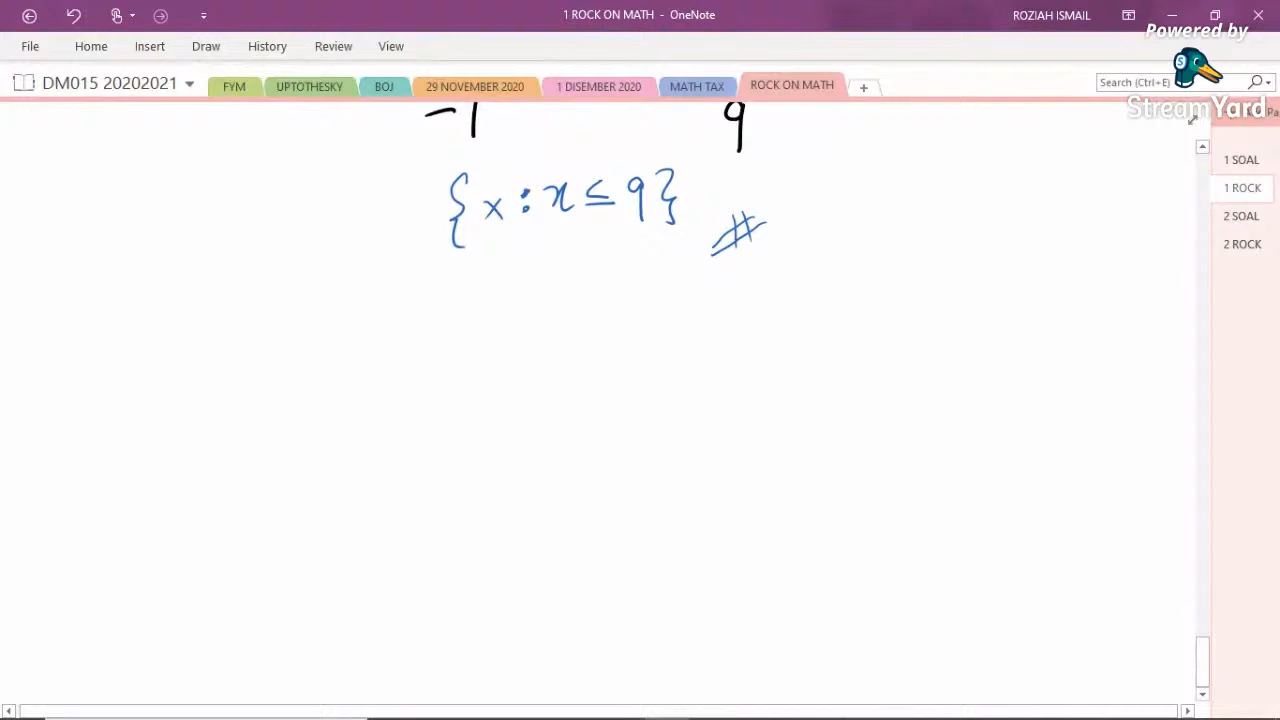 1 ROCK ON MATH - OneNote
ROZIAH ISMAIL
Powered by
File Home Insert Draw History Review View
DM015 20202021
FYM UPTOTHESKY BOJ 29 NOVEMBER 2020 1 DISEMBER 2020 MATH TAX ROCK ON MATH +
Search (Ctrl+E)
StreamYard
Pa
-1 9
{x : x ≤ 9}
1 SOAL
1 ROCK
2 SOAL
2 ROCK